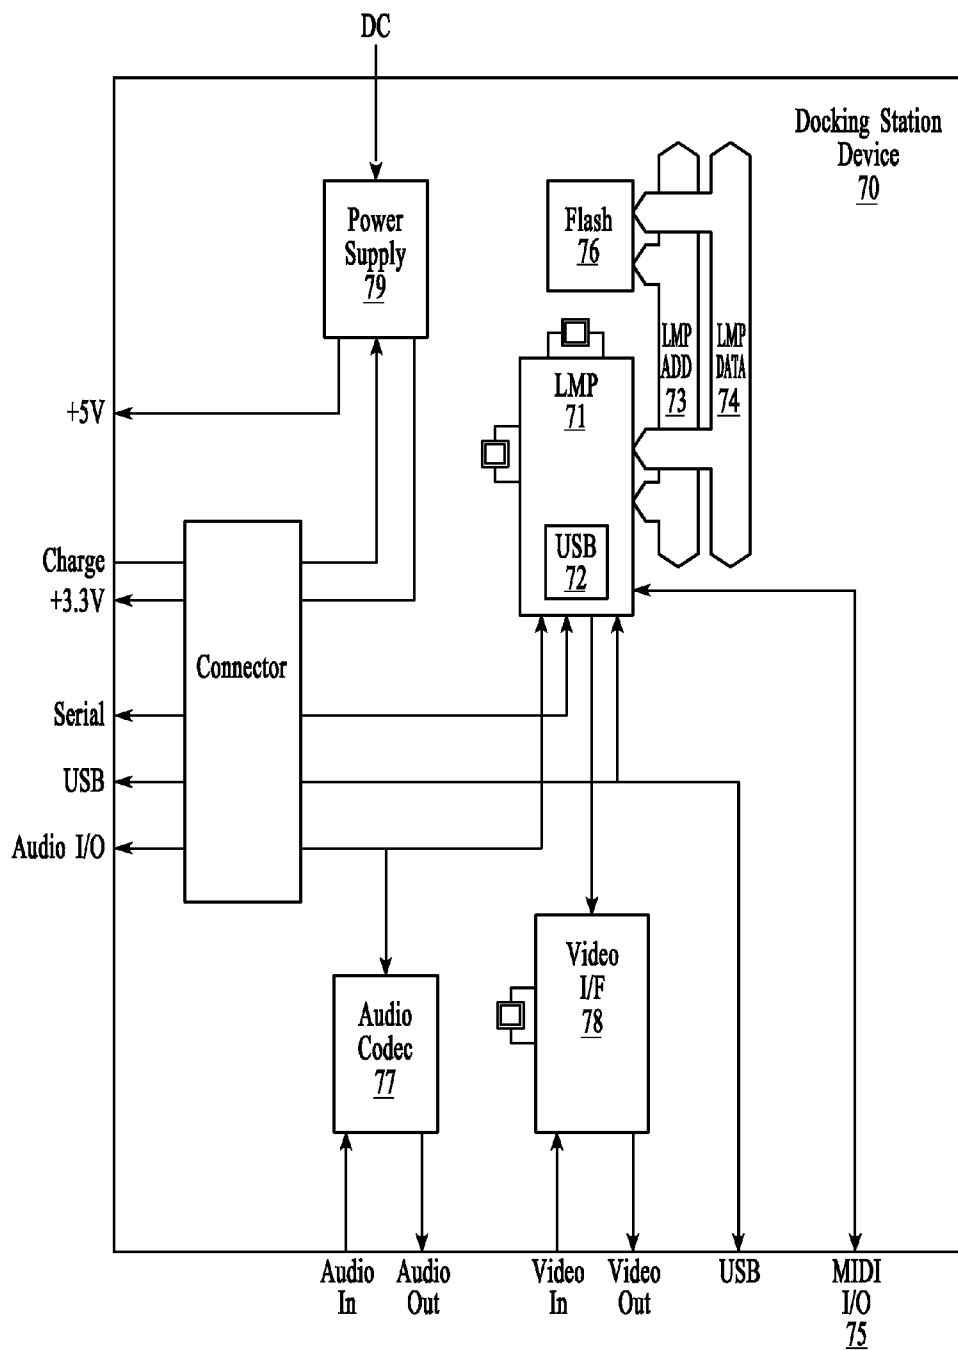 DC
Docking Station
Device
70
Power
Supply
79
Flash
76
LMP
ADD
73
LMP
DATA
74
LMP
71
+5V
USB
72
Charge
+3.3V
Connector
Serial
USB
Audio I/O
Video
I/F
78
Audio
Codec
77
Audio
In
Audio
Out
Video
In
Video
Out
USB
MIDI
I/O
75